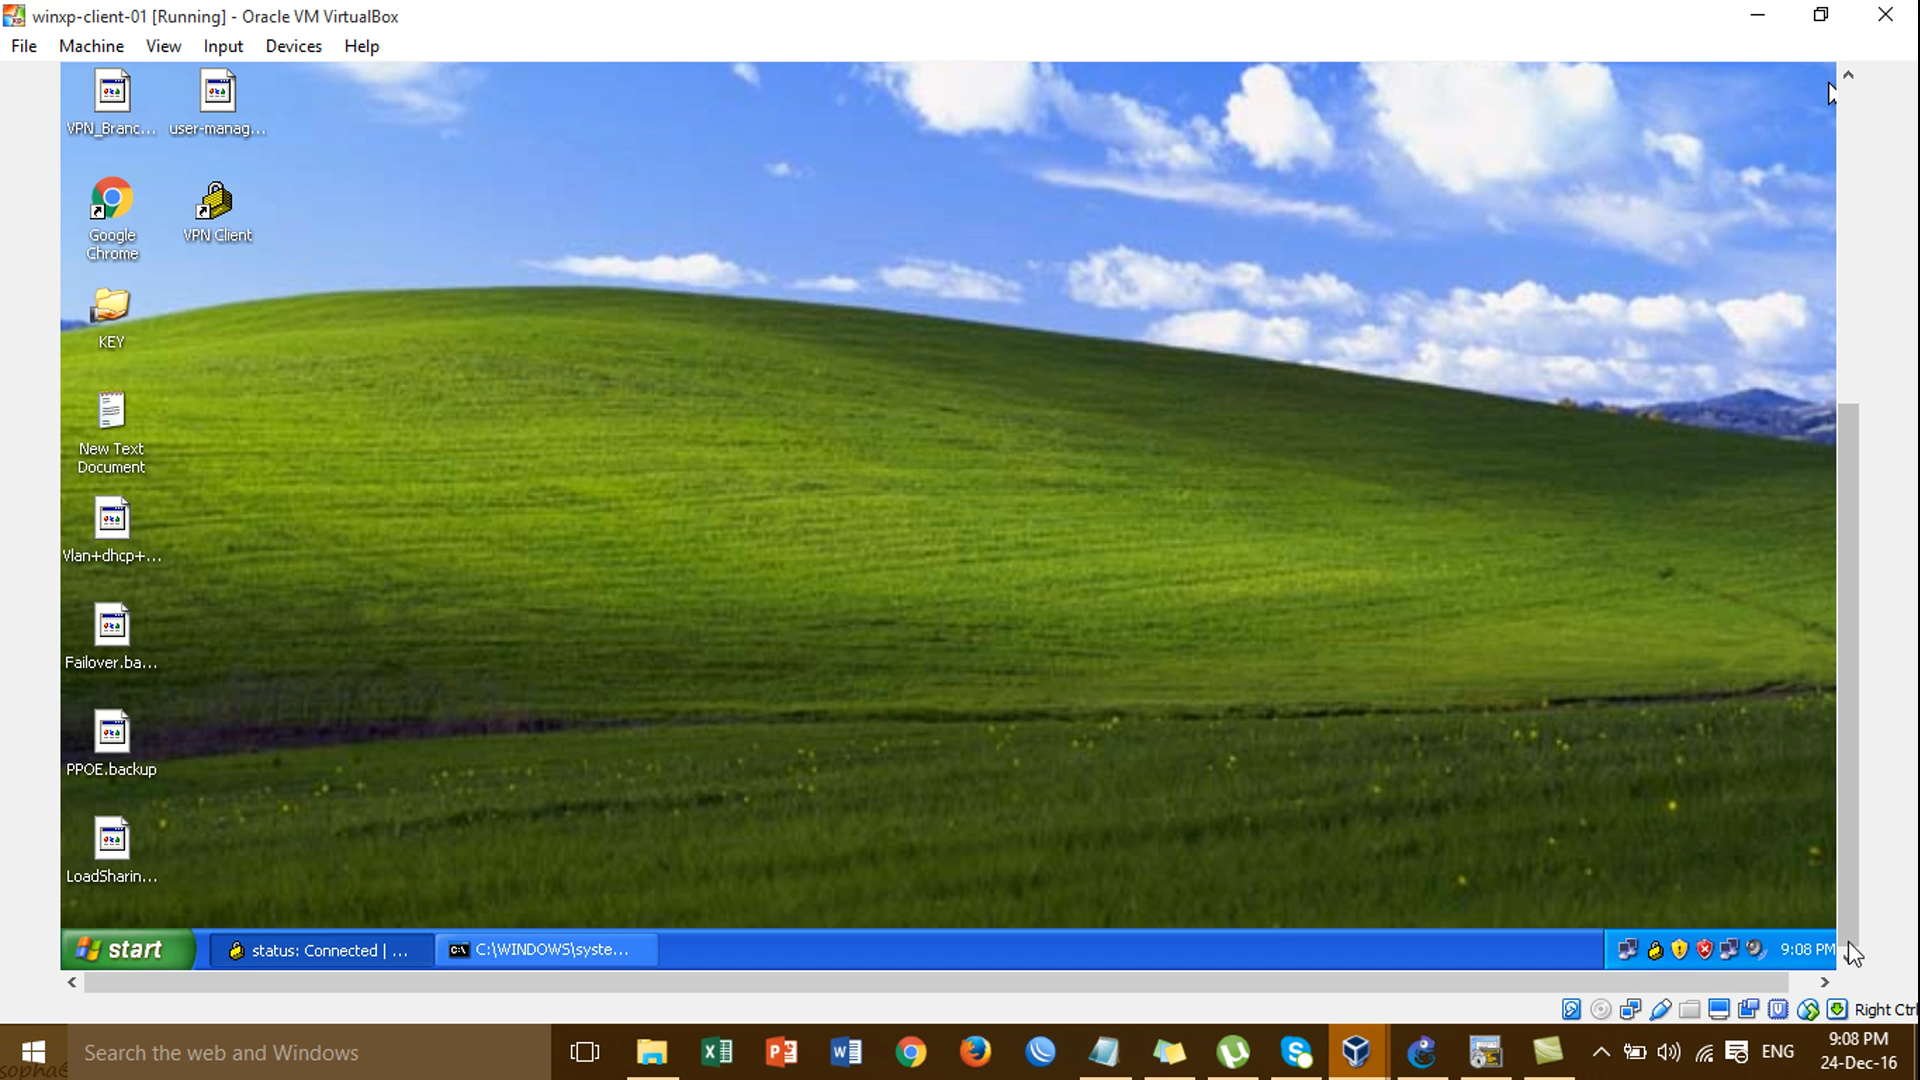 winxp-client-01 [Running] - Oracle VM VirtualBox
File Machine View Input Devices Help
VPN_Branc... user-manag...
Google
Chrome
VPN Client
KEY
New Text
Document
Vlan+dhcp+...
Failover.ba...
PPOE.backup
LoadSharin...
start status: Connected | ... C:\WINDOWS\syste... 9:08 PM
Right Ctrl
Search the web and Windows
ENG
9:08 PM
24-Dec-16
sopha